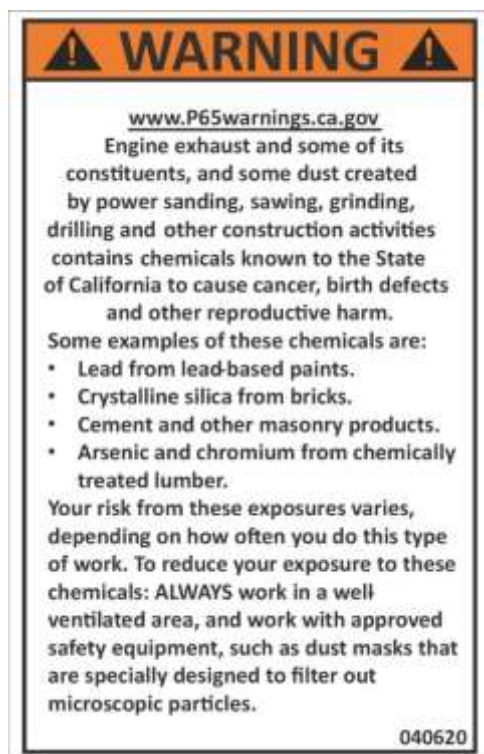 WARNING
www.P65warnings.ca.gov
Engine exhaust and some of its
constituents, and some dust created
by power sanding, sawing, grinding,
drilling and other construction activities
contains chemicals known to the State
of California to cause cancer, birth defects
and other reproductive harm.
Some examples of these chemicals are:
• Lead from lead-based paints.
• Crystalline silica from bricks.
• Cement and other masonry products.
• Arsenic and chromium from chemically
treated lumber.
Your risk from these exposures varies,
depending on how often you do this type
of work. To reduce your exposure to these
chemicals: ALWAYS work in a well-
ventilated area, and work with approved
safety equipment, such as dust masks that
are specially designed to filter out
microscopic particles.
040620